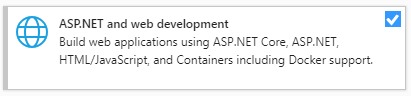 ASP.NET and web development
Build web applications using ASP.NET Core, ASP.NET,
HTML/JavaScript, and Containers including Docker support.